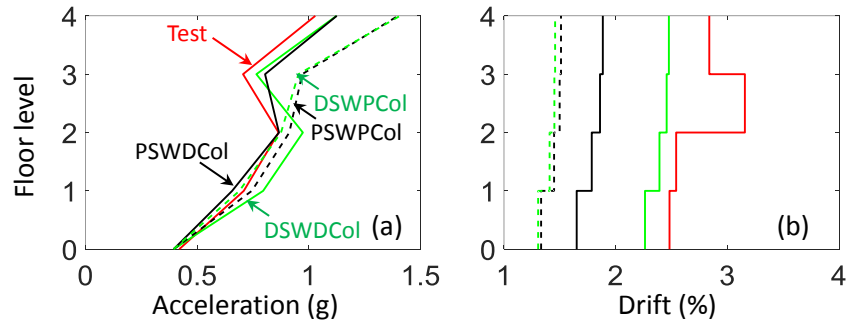 4
3
2
1
0
Floor level
Test
DSWPCol
PSWPCol
PSWDCol
DSWDCol
(a)
0 0.5 1 1.5
Acceleration (g)
4
3
2
1
0
(b)
1 2 3 4
Drift (%)